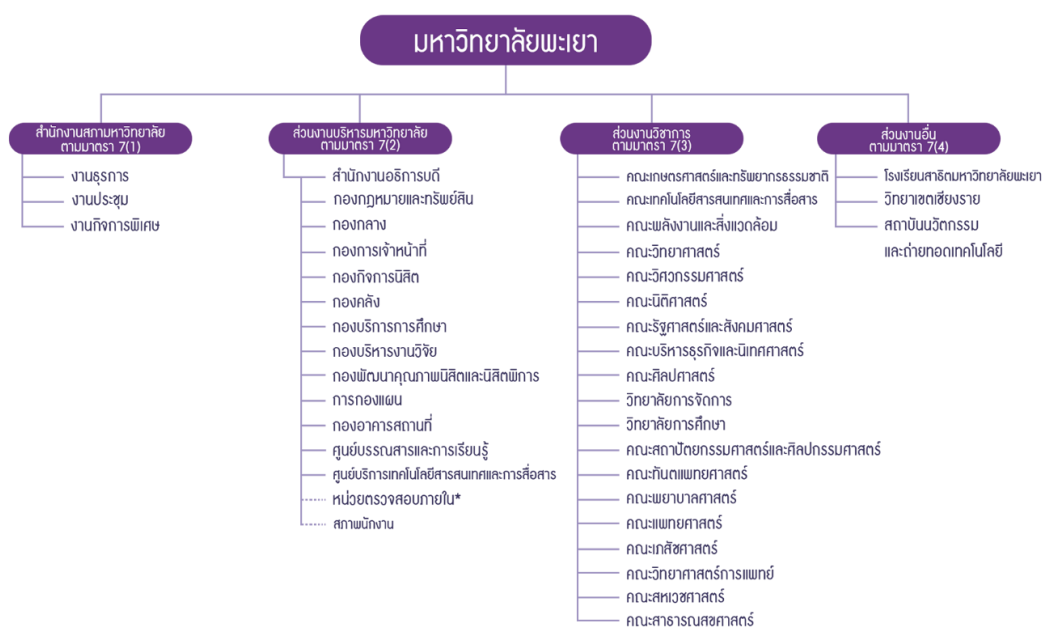 มหาวิทยาลัยพะเยา
สำนักงานสภามหาวิทยาลัย
ตามมาตรา 7(1)
งานธุรการ
งานประชุม
งานกิจการพิเศษ
ส่วนงานบริหารมหาวิทยาลัย
ตามมาตรา 7(2)
สำนักงานอธิการบดี
กองกฎหมายและทรัพย์สิน
กองกลาง
กองการเจ้าหน้าที่
กองกิจการนิสิต
กองคลัง
กองบริการการศึกษา
กองบริหารงานวิจัย
กองพัฒนาคุณภาพนิสิตและนิสิตพิการ
การกองแผน
กองอาคารสถานที่
ศูนย์บรรณสารและการเรียนรู้
ศูนย์บริการเทคโนโลยีสารสนเทศและการสื่อสาร
หน่วยตรวจสอบภายใน*
สภาพนักงาน
ส่วนงานวิชาการ
ตามมาตรา 7(3)
คณะเกษตรศาสตร์และทรัพยากรธรรมชาติ
คณะเทคโนโลยีสารสนเทศและการสื่อสาร
คณะพลังงานและสิ่งแวดล้อม
คณะวิทยาศาสตร์
คณะวิศวกรรมศาสตร์
คณะนิติศาสตร์
คณะรัฐศาสตร์และสังคมศาสตร์
คณะบริหารธุรกิจและนิเทศศาสตร์
คณะศิลปศาสตร์
วิทยาลัยการจัดการ
วิทยาลัยการศึกษา
คณะสถาปัตยกรรมศาสตร์และศิลปกรรมศาสตร์
คณะทันตแพทยศาสตร์
คณะพยาบาลศาสตร์
คณะแพทยศาสตร์
คณะเภสัชศาสตร์
คณะวิทยาศาสตร์การแพทย์
คณะสหเวชศาสตร์
คณะสาธารณสุขศาสตร์
ส่วนงานอื่น
ตามมาตรา 7(4)
โรงเรียนสาธิตมหาวิทยาลัยพะเยา
วิทยาเขตเชียงราย
สถาบันนวัตกรรม
และถ่ายทอดเทคโนโลยี